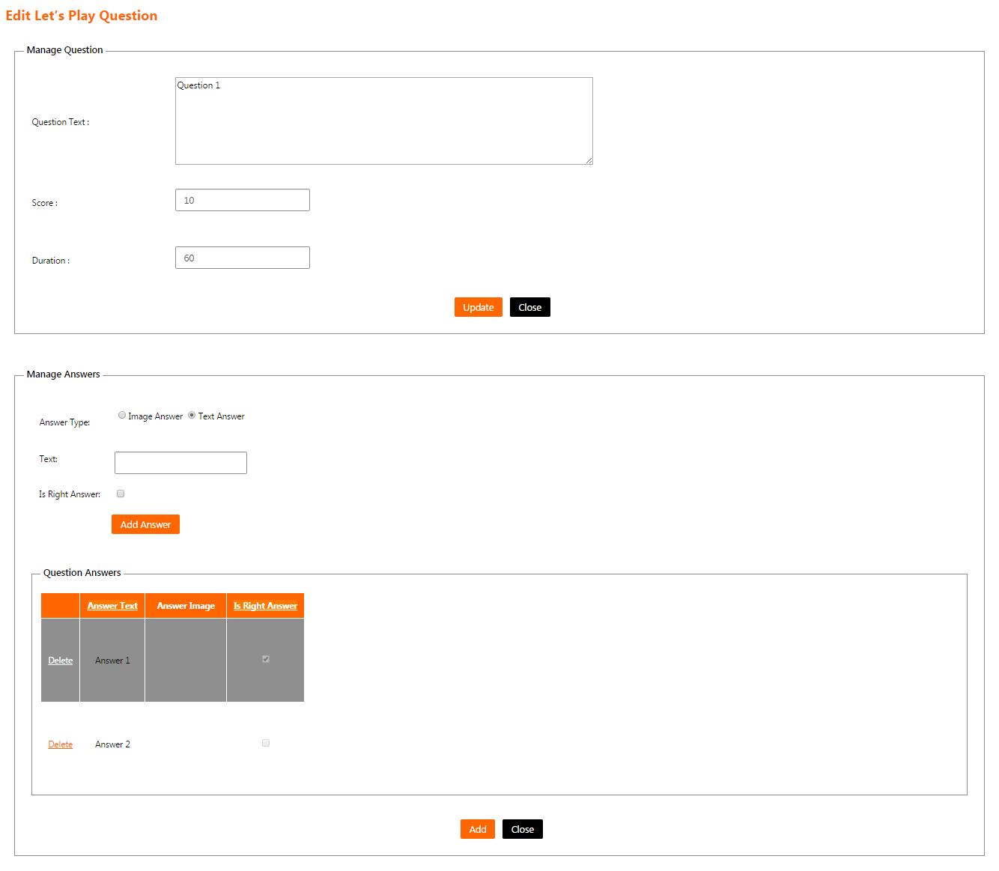 Edit Let's Play Question
Manage Question
Question 1
Question Text :
Score :
10
Duration :
60
Update Close
Manage Answers
Answer Type: Image Answer Text Answer
Text:
Is Right Answer:
Add Answer
Question Answers
Answer Text Answer Image Is Right Answer
Delete Answer 1
Delete Answer 2
Add Close